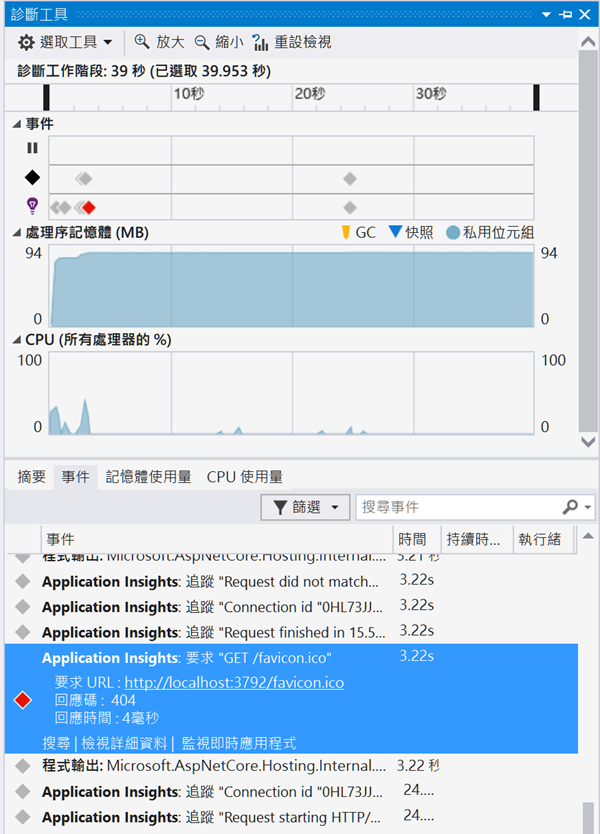 診斷工具
選取工具 放大 縮小 重設檢視
診斷工作階段: 39 秒 (已選取 39.953 秒)
10秒 20秒 30秒
事件
處理序記憶體 (MB) GC 快照 私用位元組
94 94
0 0
CPU (所有處理器的 %)
100 100
0 0
摘要 事件 記憶體使用量 CPU 使用量
篩選 搜尋事件
事件 時間 持續時... 執行緒
程式輸出: Microsoft.AspNetCore.Hosting.Internal.... 3.21 秒
Application Insights: 追蹤 "Request did not match... 3.22s
Application Insights: 追蹤 "Connection id "0HL73JJ... 3.22s
Application Insights: 追蹤 "Request finished in 15.5... 3.22s
Application Insights: 要求 "GET /favicon.ico" 3.22s
要求 URL : http://localhost:3792/favicon.ico
回應碼 : 404
回應時間 : 4毫秒
搜尋 | 檢視詳細資料 | 監視即時應用程式
程式輸出: Microsoft.AspNetCore.Hosting.Internal.... 3.22 秒
Application Insights: 追蹤 "Connection id "0HL73JJ... 24....
Application Insights: 追蹤 "Request starting HTTP/... 24....